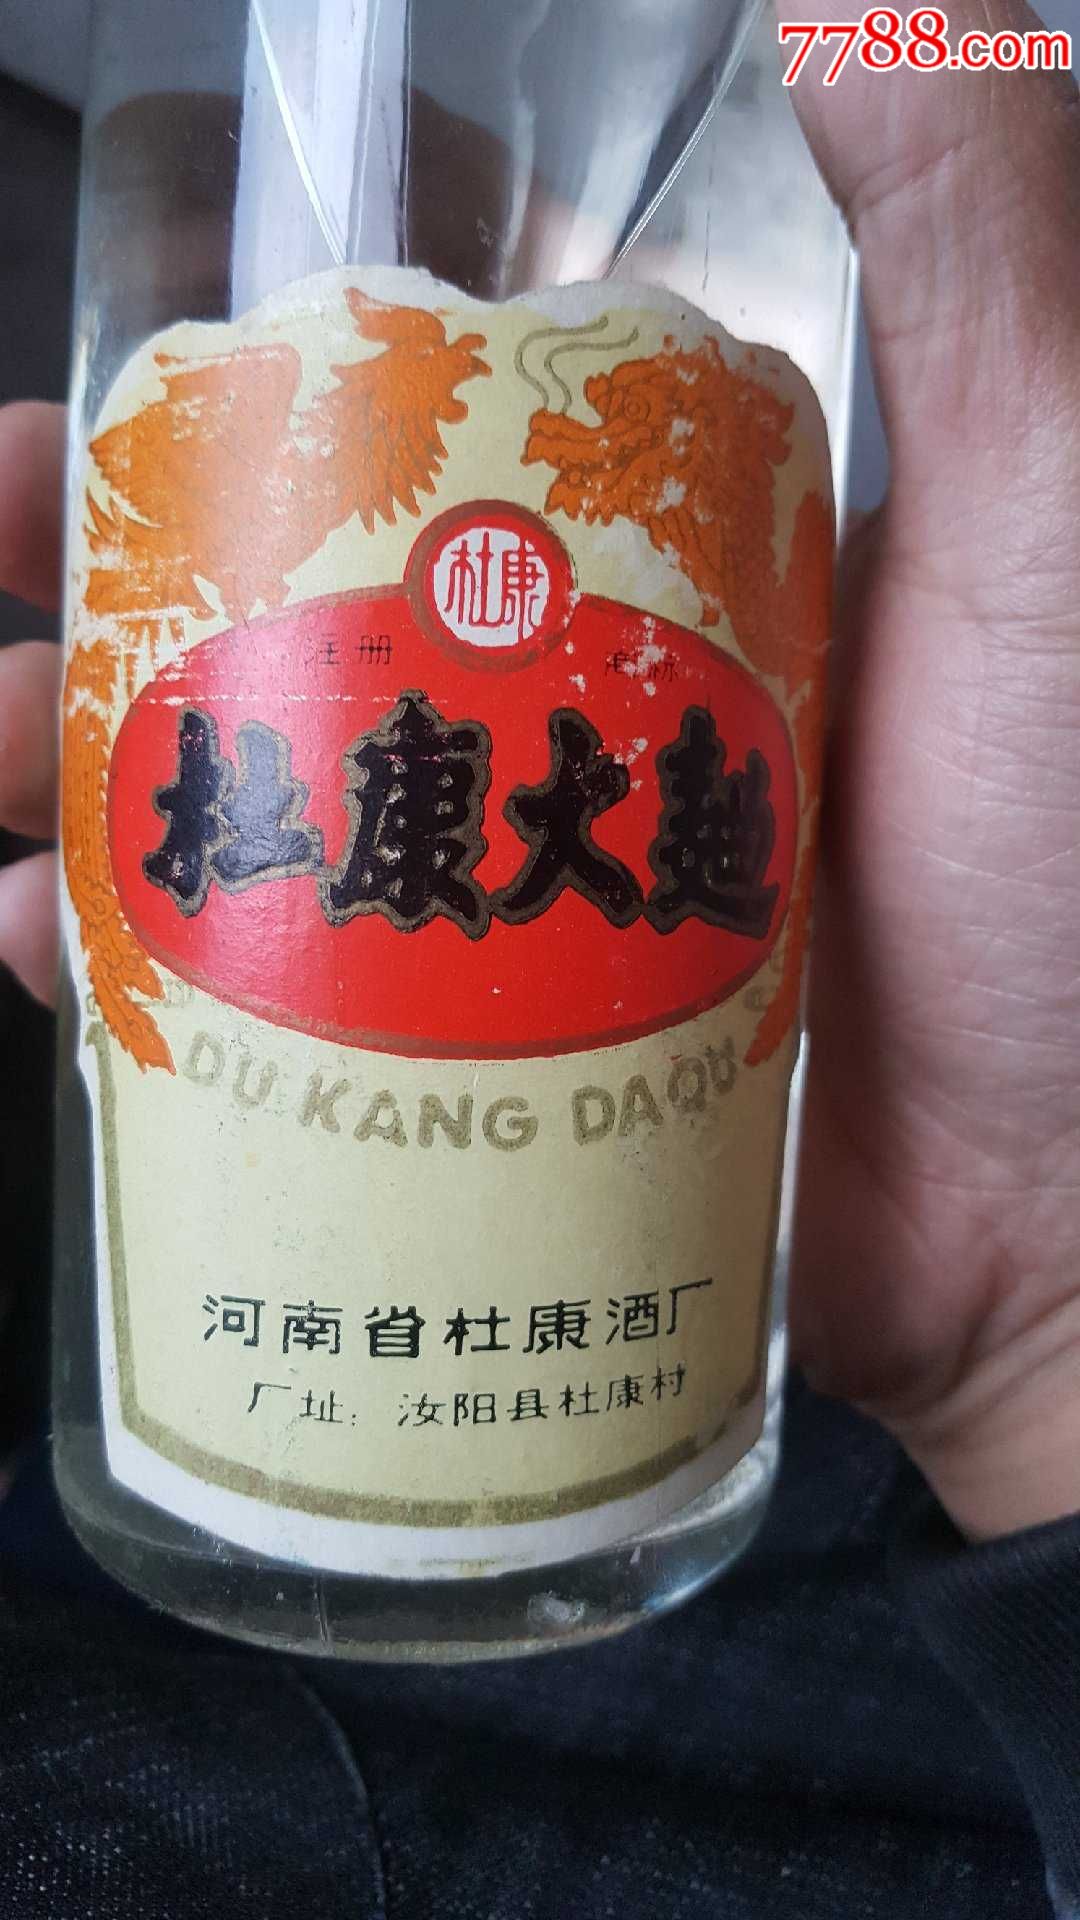 7788.com
杜康
注册 商标
杜康大麯
DU KANG DAQU
河南省杜康酒厂
厂址：汝阳县杜康村